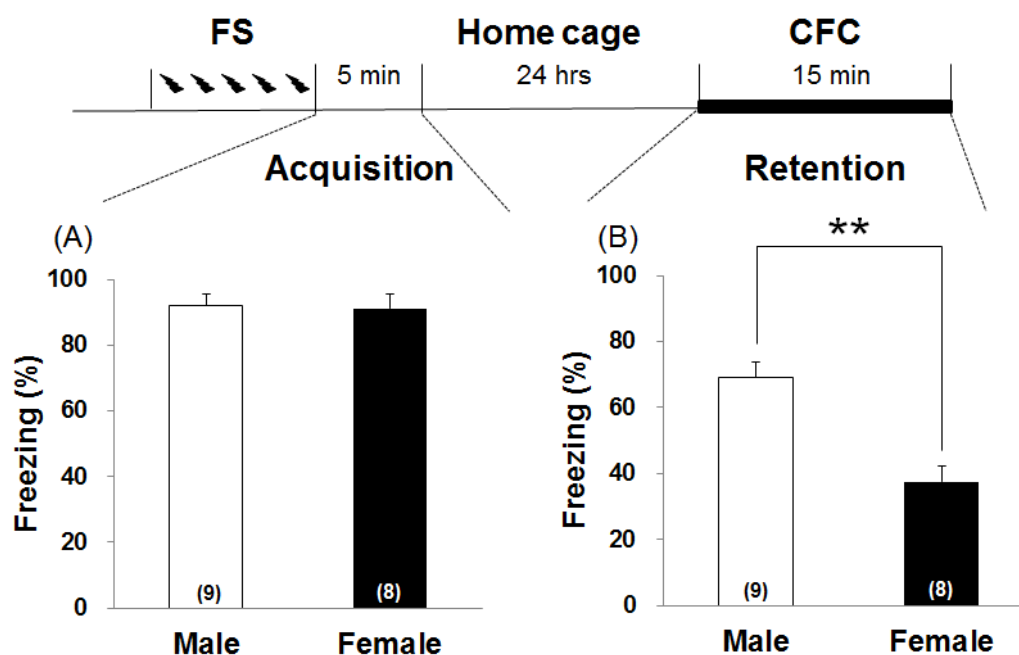 FS Home cage CFC
5 min 24 hrs 15 min
Acquisition Retention
(A)
Freezing (%)
100
80
60
40
20
0
(9) (8)
Male Female
(B)
**
Freezing (%)
100
80
60
40
20
0
(9) (8)
Male Female